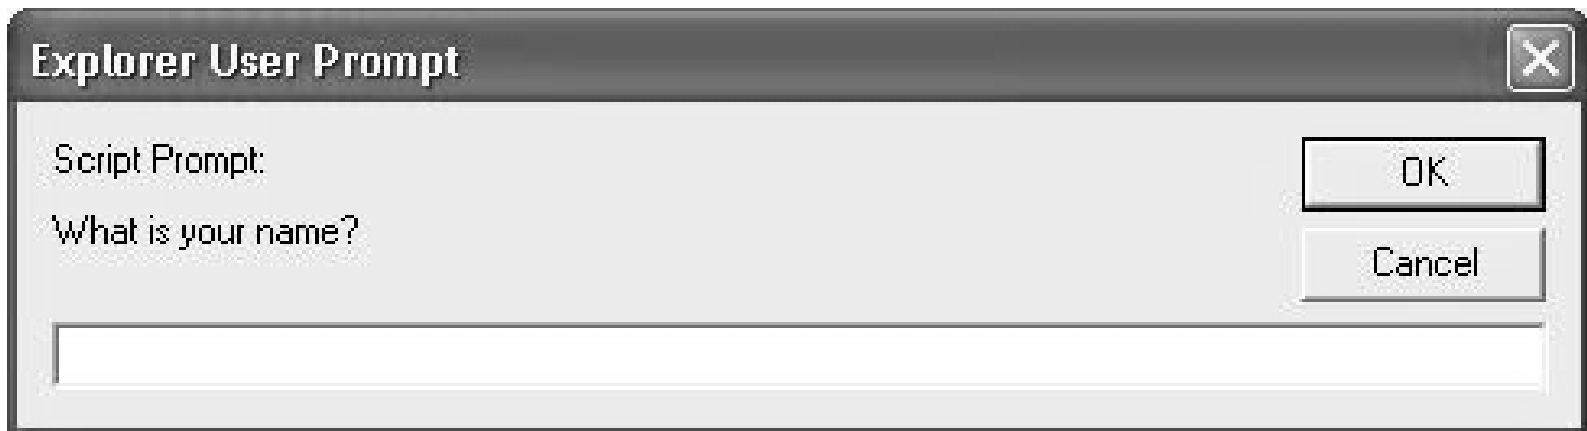 Explorer User Prompt
Script Prompt:
OK
What is your name?
Cancel